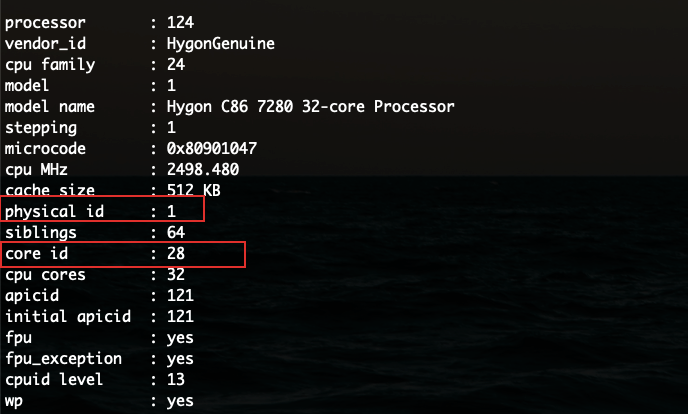 processor : 124
vendor_id : HygonGenuine
cpu family : 24
model : 1
model name : Hygon C86 7280 32-core Processor
stepping : 1
microcode : 0x80901047
cpu MHz : 2498.480
cache size : 512 KB
physical id : 1
siblings : 64
core id : 28
cpu cores : 32
apicid : 121
initial apicid : 121
fpu : yes
fpu_exception : yes
cpuid level : 13
wp : yes